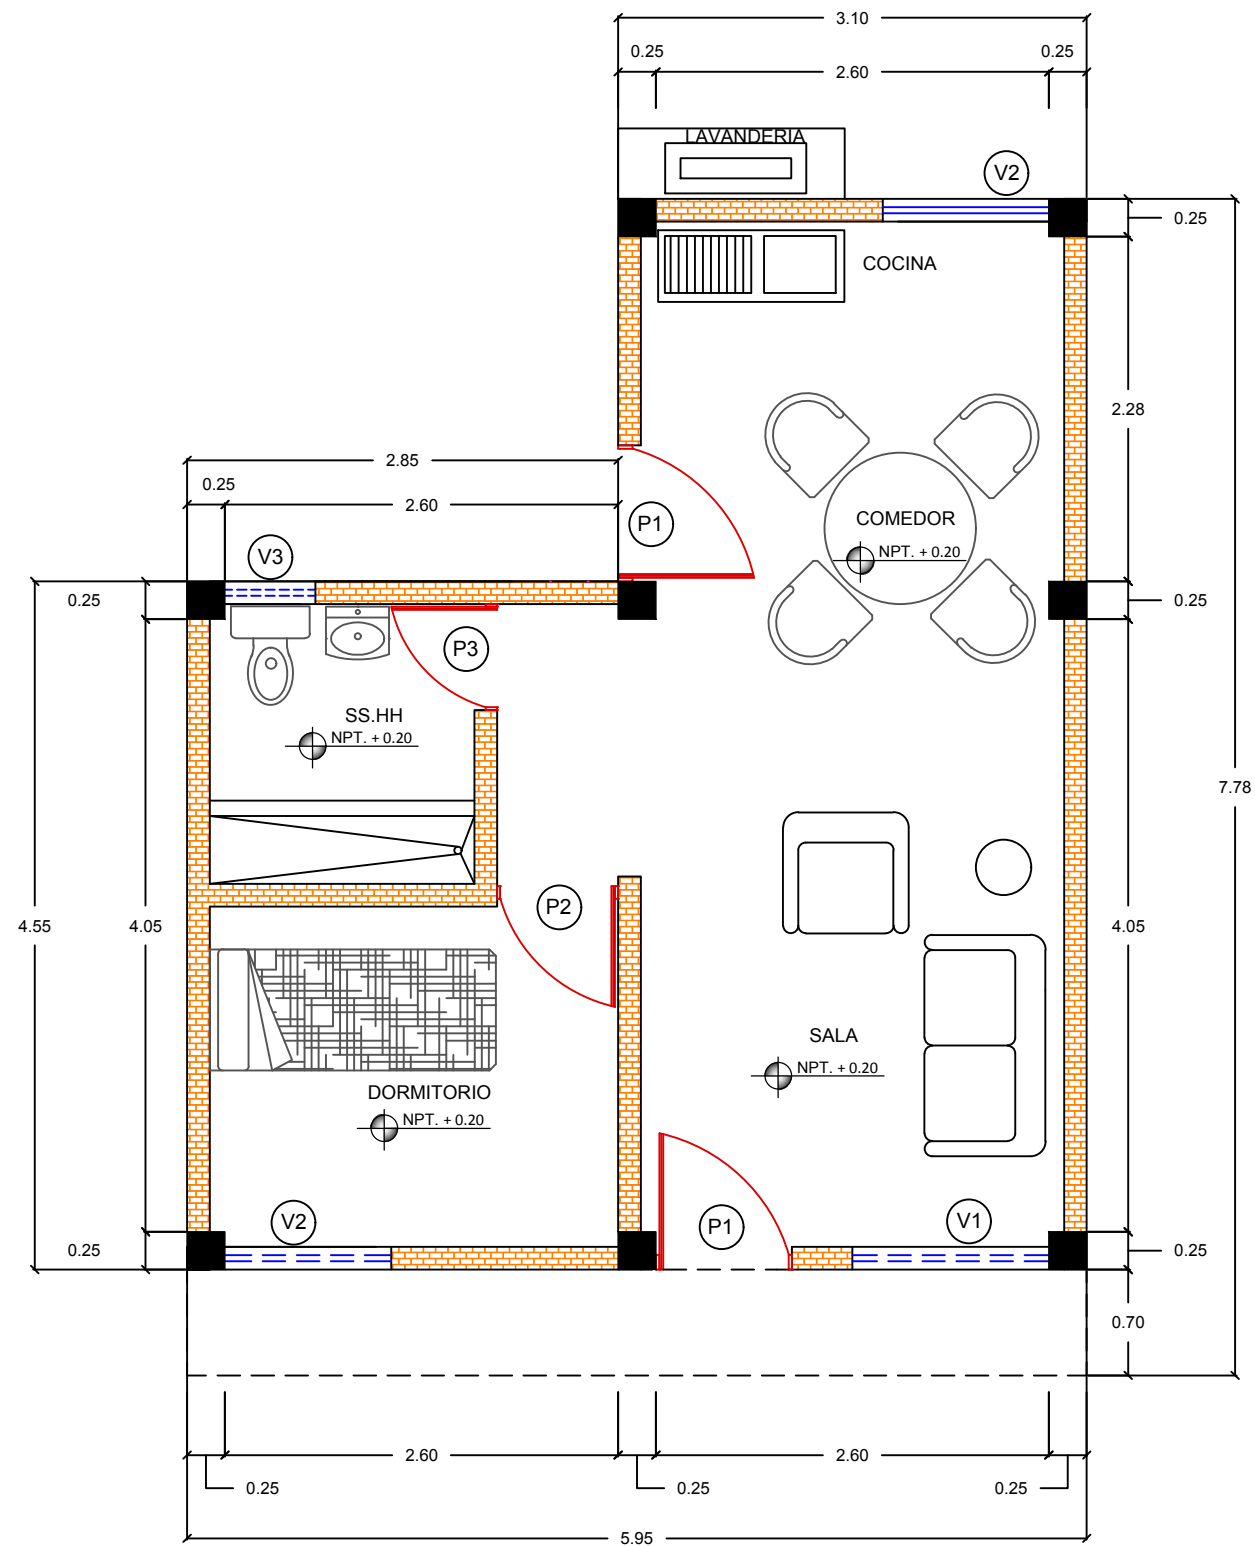 3.10
0.25
0.25
2.60
LAVANDERIA
V2
0.25
COCINA
2.28
2.85
0.25
2.60
P1
COMEDOR
NPT. + 0.20
V3
0.25
0.25
P3
SS.HH
NPT. + 0.20
7.78
P2
4.55
4.05
4.05
SALA
NPT. + 0.20
DORMITORIO
NPT. + 0.20
V2
P1
V1
0.25
0.25
0.70
2.60
2.60
0.25
0.25
0.25
5.95